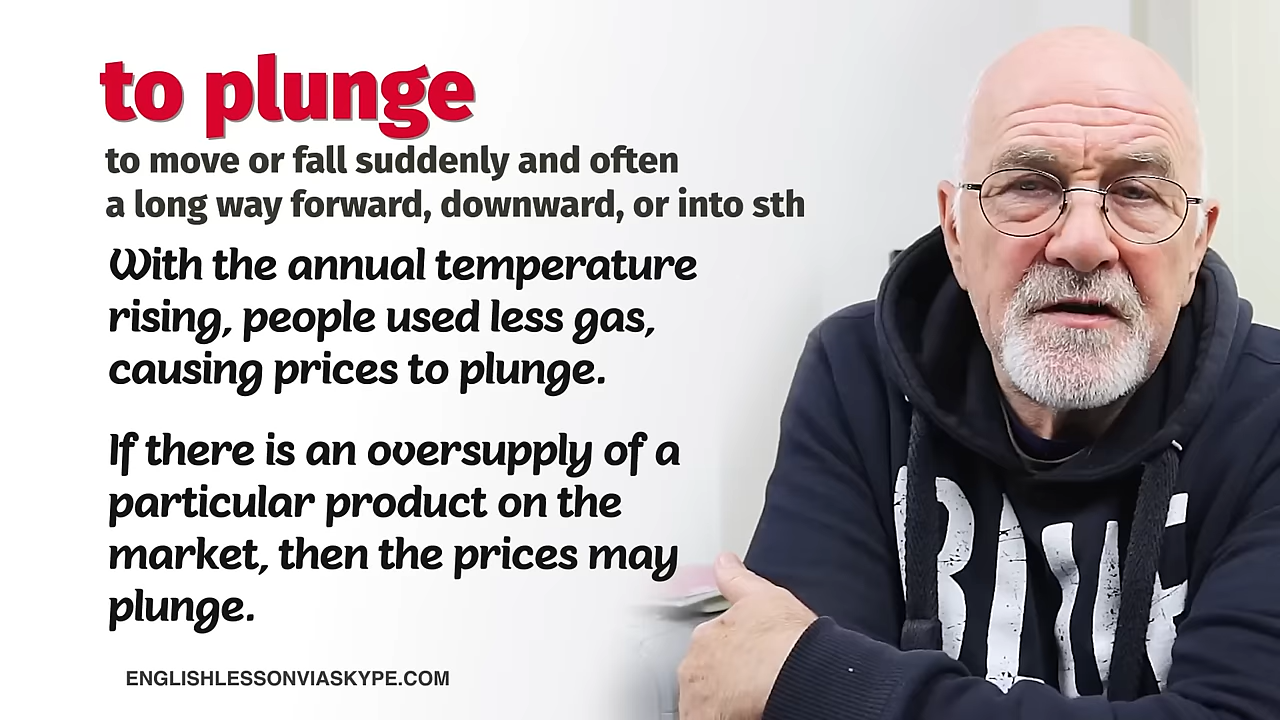 to plunge
to move or fall suddenly and often
a long way forward, downward, or into sth
With the annual temperature
rising, people used less gas,
causing prices to plunge.
If there is an oversupply of a
particular product on the
market, then the prices may
plunge.
ENGLISHLESSONVIASKYPE.COM